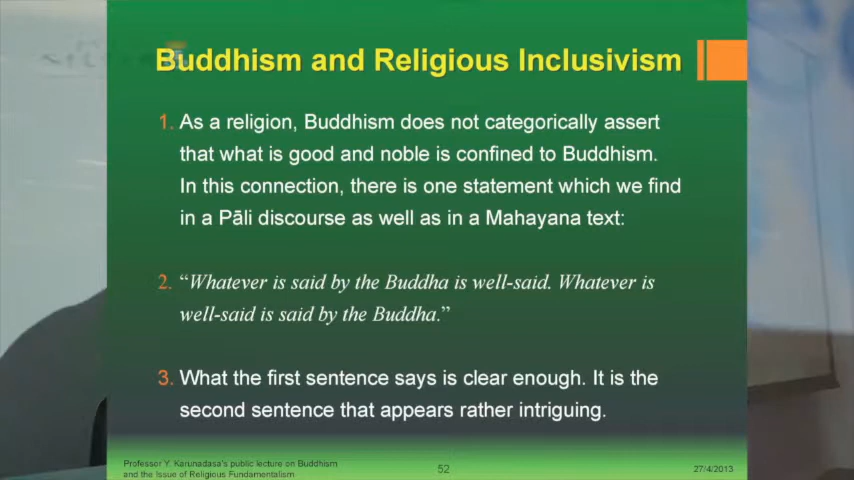 Buddhism and Religious Inclusivism
1. As a religion, Buddhism does not categorically assert
that what is good and noble is confined to Buddhism.
In this connection, there is one statement which we find
in a Pāli discourse as well as in a Mahayana text:
2. “Whatever is said by the Buddha is well-said. Whatever is
well-said is said by the Buddha.”
3. What the first sentence says is clear enough. It is the
second sentence that appears rather intriguing.
Professor Y. Karunadasa's public lecture on Buddhism
and the Issue of Religious Fundamentalism
52
27/4/2013